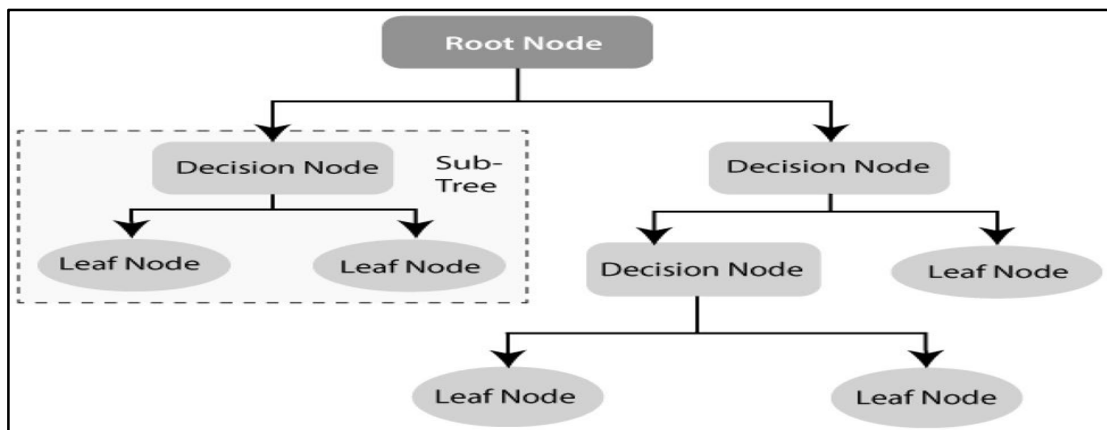 Root Node
Decision Node
Sub-
Tree
Decision Node
Leaf Node
Leaf Node
Decision Node
Leaf Node
Leaf Node
Leaf Node